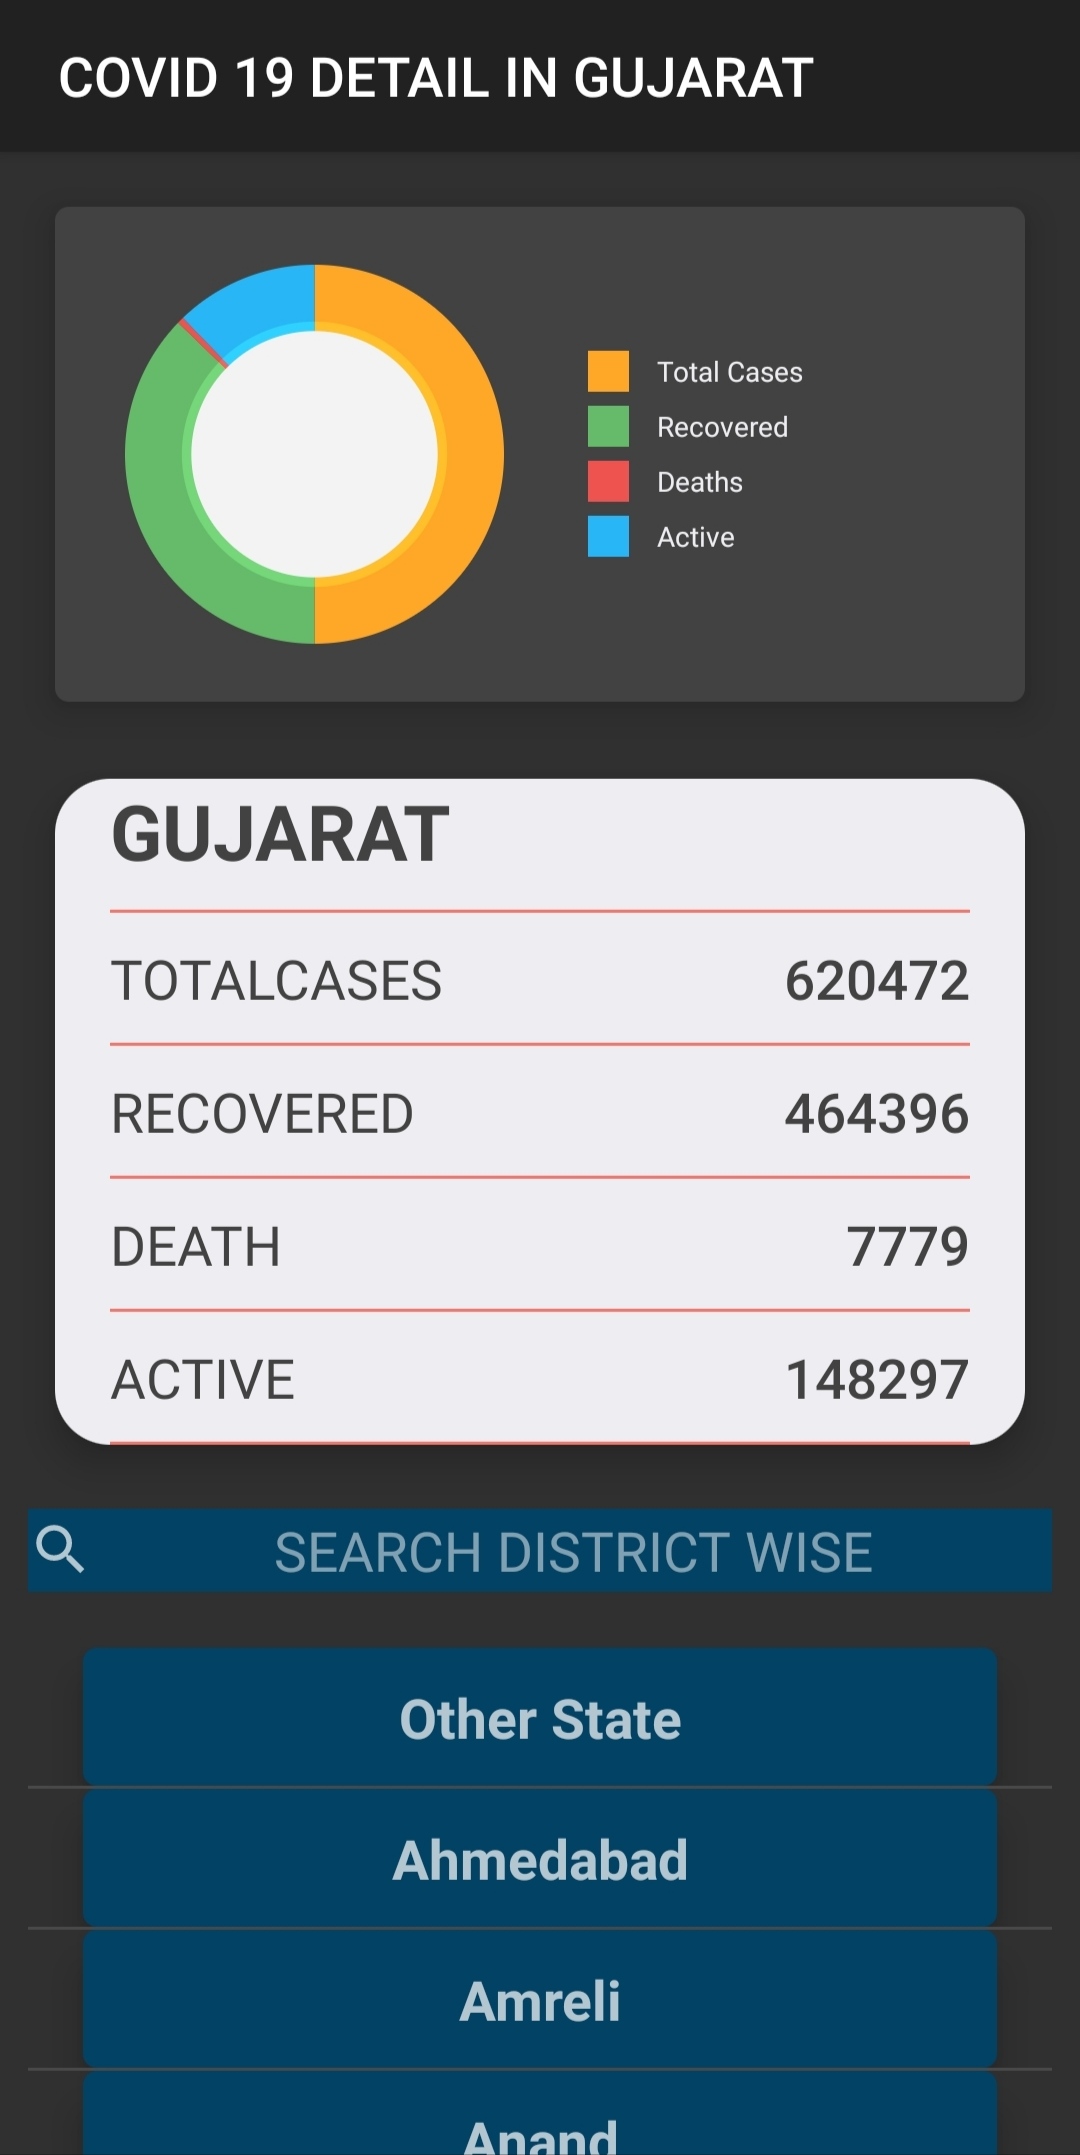 COVID 19 DETAIL IN GUJARAT
Total Cases
Recovered
Deaths
Active
GUJARAT
TOTALCASES 620472
RECOVERED 464396
DEATH 7779
ACTIVE 148297
SEARCH DISTRICT WISE
Other State
Ahmedabad
Amreli
Anand